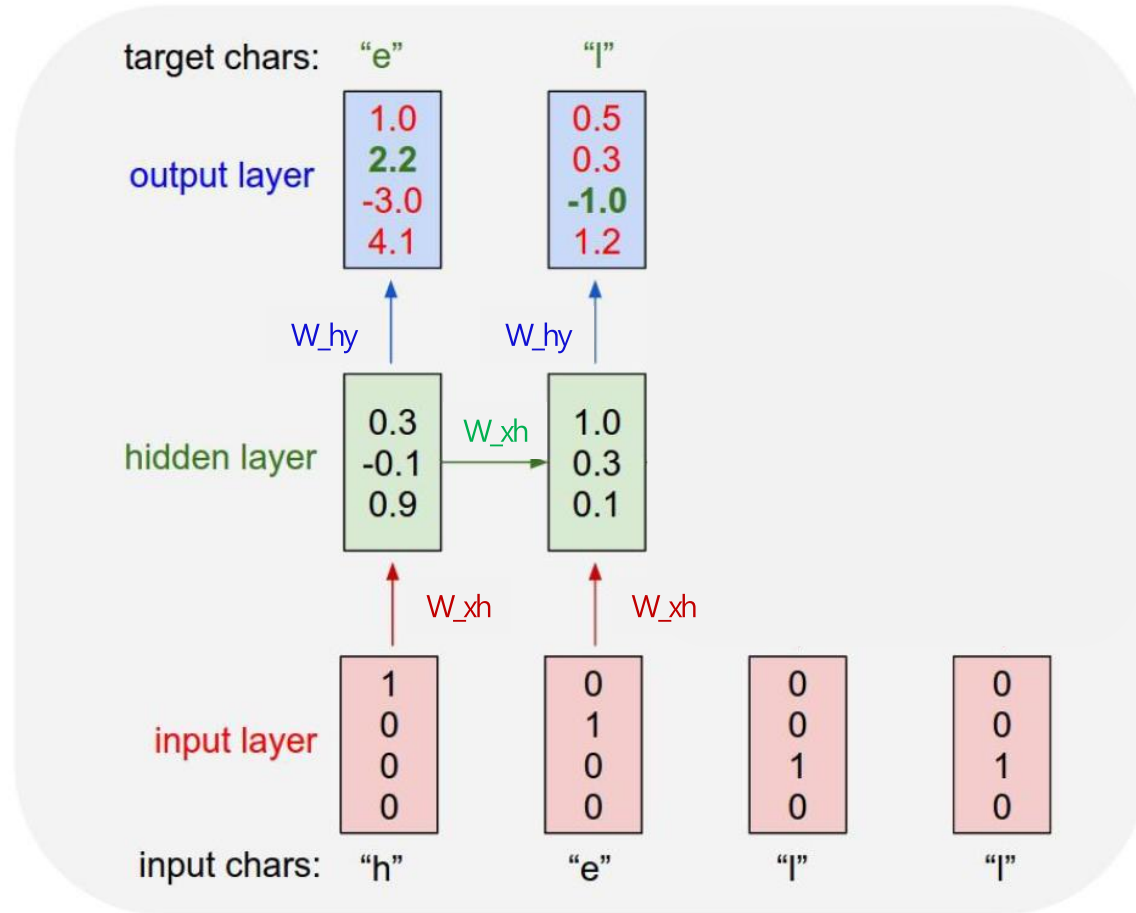 target chars: “e” “l”
1.0 0.5
2.2 0.3
output layer
-3.0 -1.0
4.1 1.2
W_hy W_hy
0.3 1.0
W_xh
hidden layer -0.1 0.3
0.9 0.1
W_xh W_xh
1 0 0 0
0 1 0 0
input layer
0 0 1 1
0 0 0 0
input chars: “h” “e” “l” “l”